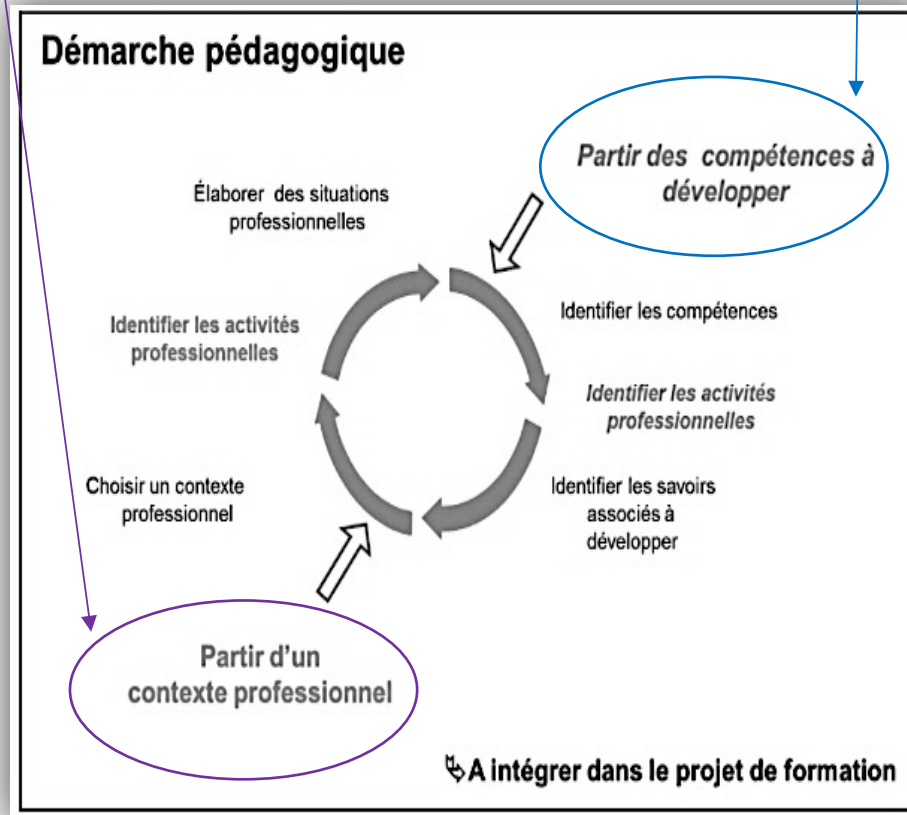 Démarche pédagogique
Partir des compétences à
développer
Élaborer des situations
professionnelles
Identifier les compétences
Identifier les activités
professionnelles
Identifier les activités
professionnelles
Choisir un contexte
professionnel
Identifier les savoirs
associés à
développer
Partir d'un
contexte professionnel
A intégrer dans le projet de formation